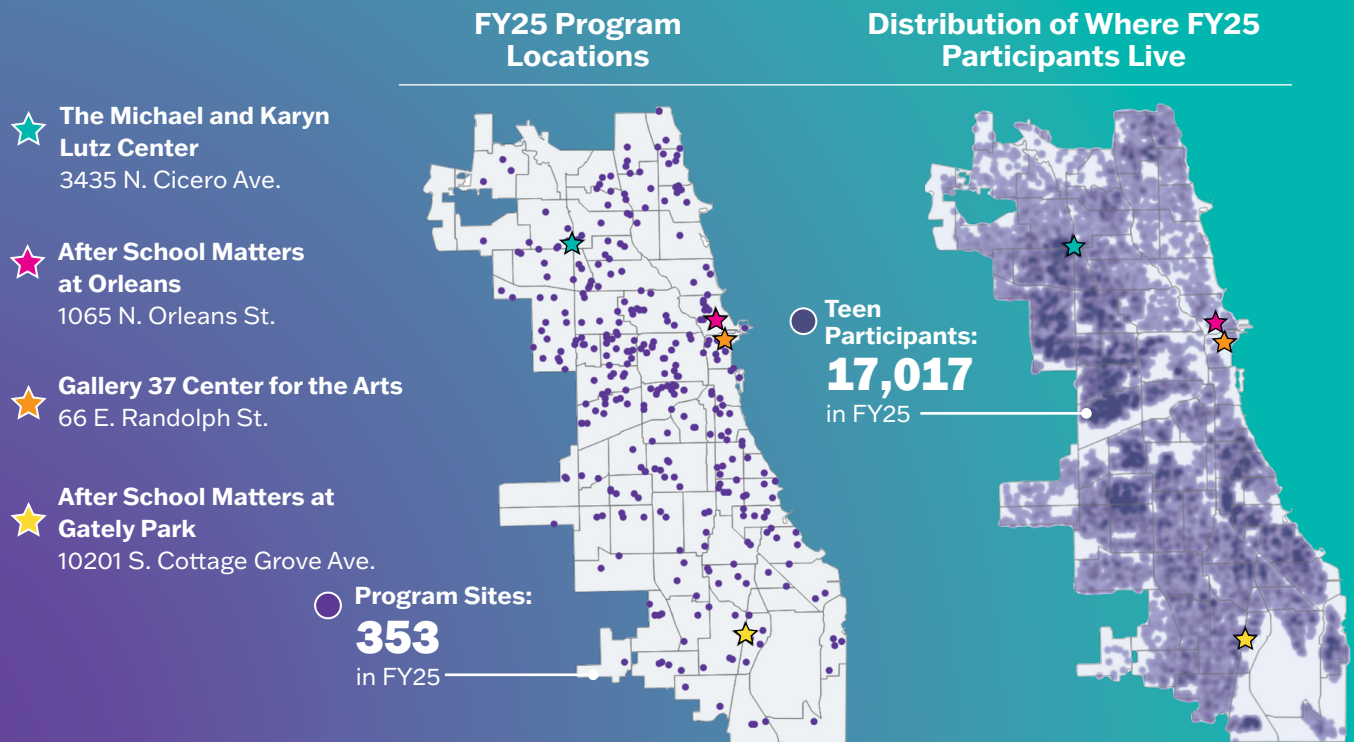 FY25 Program
Locations
Distribution of Where FY25
Participants Live
The Michael and Karyn
Lutz Center
3435 N. Cicero Ave.
After School Matters
at Orleans
1065 N. Orleans St.
Gallery 37 Center for the Arts
66 E. Randolph St.
After School Matters at
Gately Park
10201 S. Cottage Grove Ave.
Program Sites:
353
in FY25
Teen
Participants:
17,017
in FY25